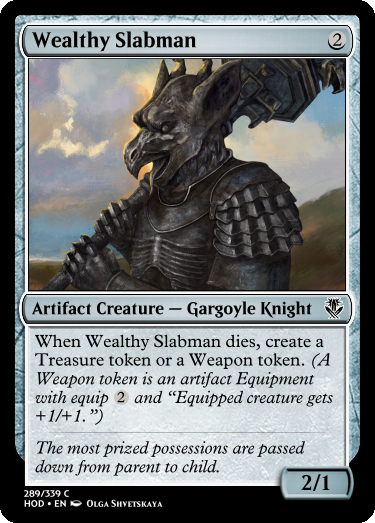 Wealthy Slabman 2
Artifact Creature — Gargoyle Knight
When Wealthy Slabman dies, create a
Treasure token or a Weapon token. (A
Weapon token is an artifact Equipment
with equip 2 and “Equipped creature gets
+1/+1.”)
The most prized possessions are passed
down from parent to child.
2/1
289/339 C
HOD • EN Olga Shvetskaya